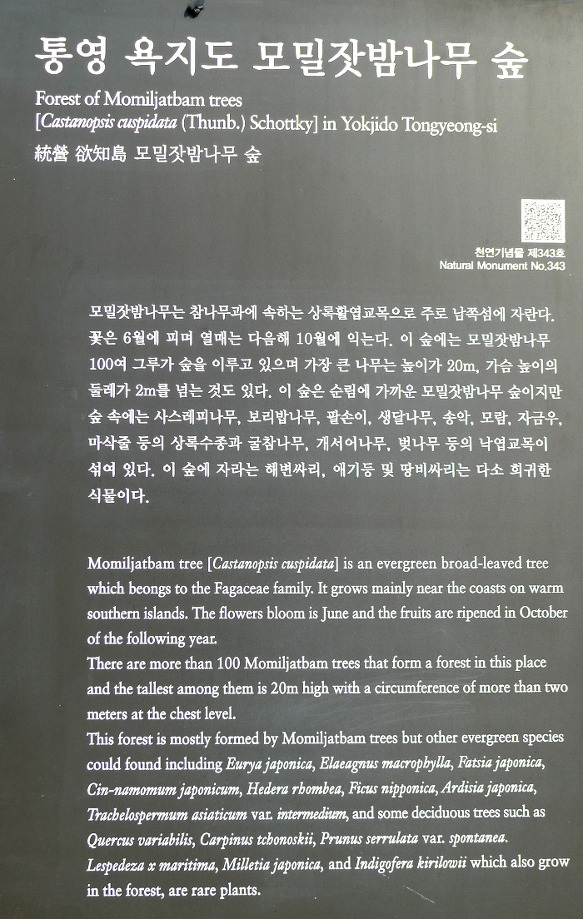 통영 욕지도 모밀잣밤나무 숲
Forest of Momiljatbam trees
[Castanopsis cuspidata (Thunb.) Schottky] in Yokjido Tongyeong-si
統營 欲知島 모밀잣밤나무 숲
천연기념물 제343호
Natural Monument No,343
모밀잣밤나무는 참나무과에 속하는 상록활엽교목으로 주로 남쪽섬에 자란다.
꽃은 6월에 피며 열매는 다음해 10월에 익는다. 이 숲에는 모밀잣밤나무
100여 그루가 숲을 이루고 있으며 가장 큰 나무는 높이가 20m, 가슴 높이의
둘레가 2m를 넘는 것도 있다. 이 숲은 순림에 가까운 모밀잣밤나무 숲이지만
숲 속에는 사스레피나무, 보리밥나무, 팔손이, 생달나무, 송악, 모람, 자금우,
마삭줄 등의 상록수종과 굴참나무, 개서어나무, 벚나무 등의 낙엽교목이
섞여 있다. 이 숲에 자라는 해변싸리, 애기등 및 땅비싸리는 다소 희귀한
식물이다.
Momiljatbam tree [Castanopsis cuspidata] is an evergreen broad-leaved tree
which belongs to the Fagaceae family. It grows mainly near the coasts on warm
southern islands. The flowers bloom is June and the fruits are ripened in October
of the following year.
There are more than 100 Momiljatbam trees that form a forest in this place
and the tallest among them is 20m high with a circumference of more than two
meters at the chest level.
This forest is mostly formed by Momiljatbam trees but other evergreen species
could found including Eurya japonica, Elaeagnus macrophylla, Fatsia japonica,
Cin-namomum japonicum, Hedera rhombea, Ficus nipponica, Ardisia japonica,
Trachelospermum asiaticum var. intermedium, and some deciduous trees such as
Quercus variabilis, Carpinus tchonoskii, Prunus serrulata var. spontanea.
Lespedeza x maritima, Milletia japonica, and Indigofera kirilowii which also grow
in the forest, are rare plants.